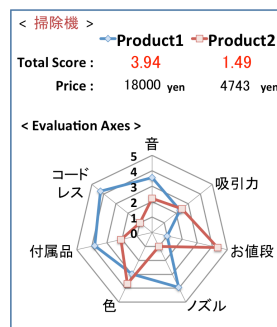 < 掃除機 >
Product1 Product2
Total Score : 3.94 1.49
Price : 18000 yen 4743 yen
< Evaluation Axes >
音
5
4
3
2
1
0
吸引力
お値段
ノズル
色
付属品
コード
レス